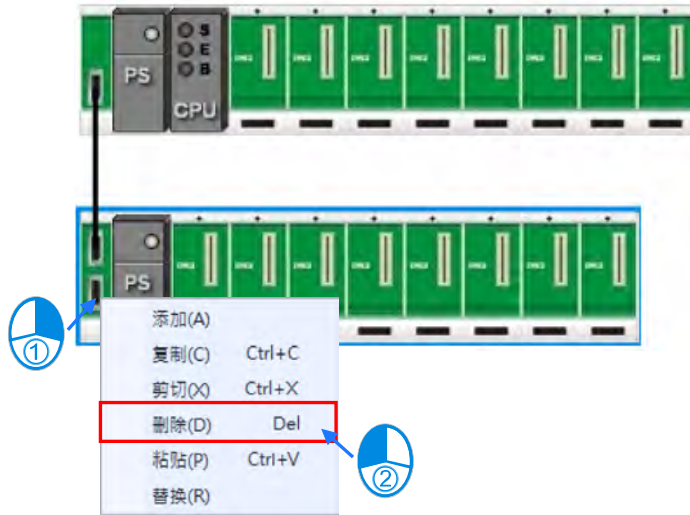 PS
S
E
B
CPU
PS
①
添加(A)
复制(C) Ctrl+C
剪切(X) Ctrl+X
删除(D) Del
粘贴(P) Ctrl+V
替换(R)
②